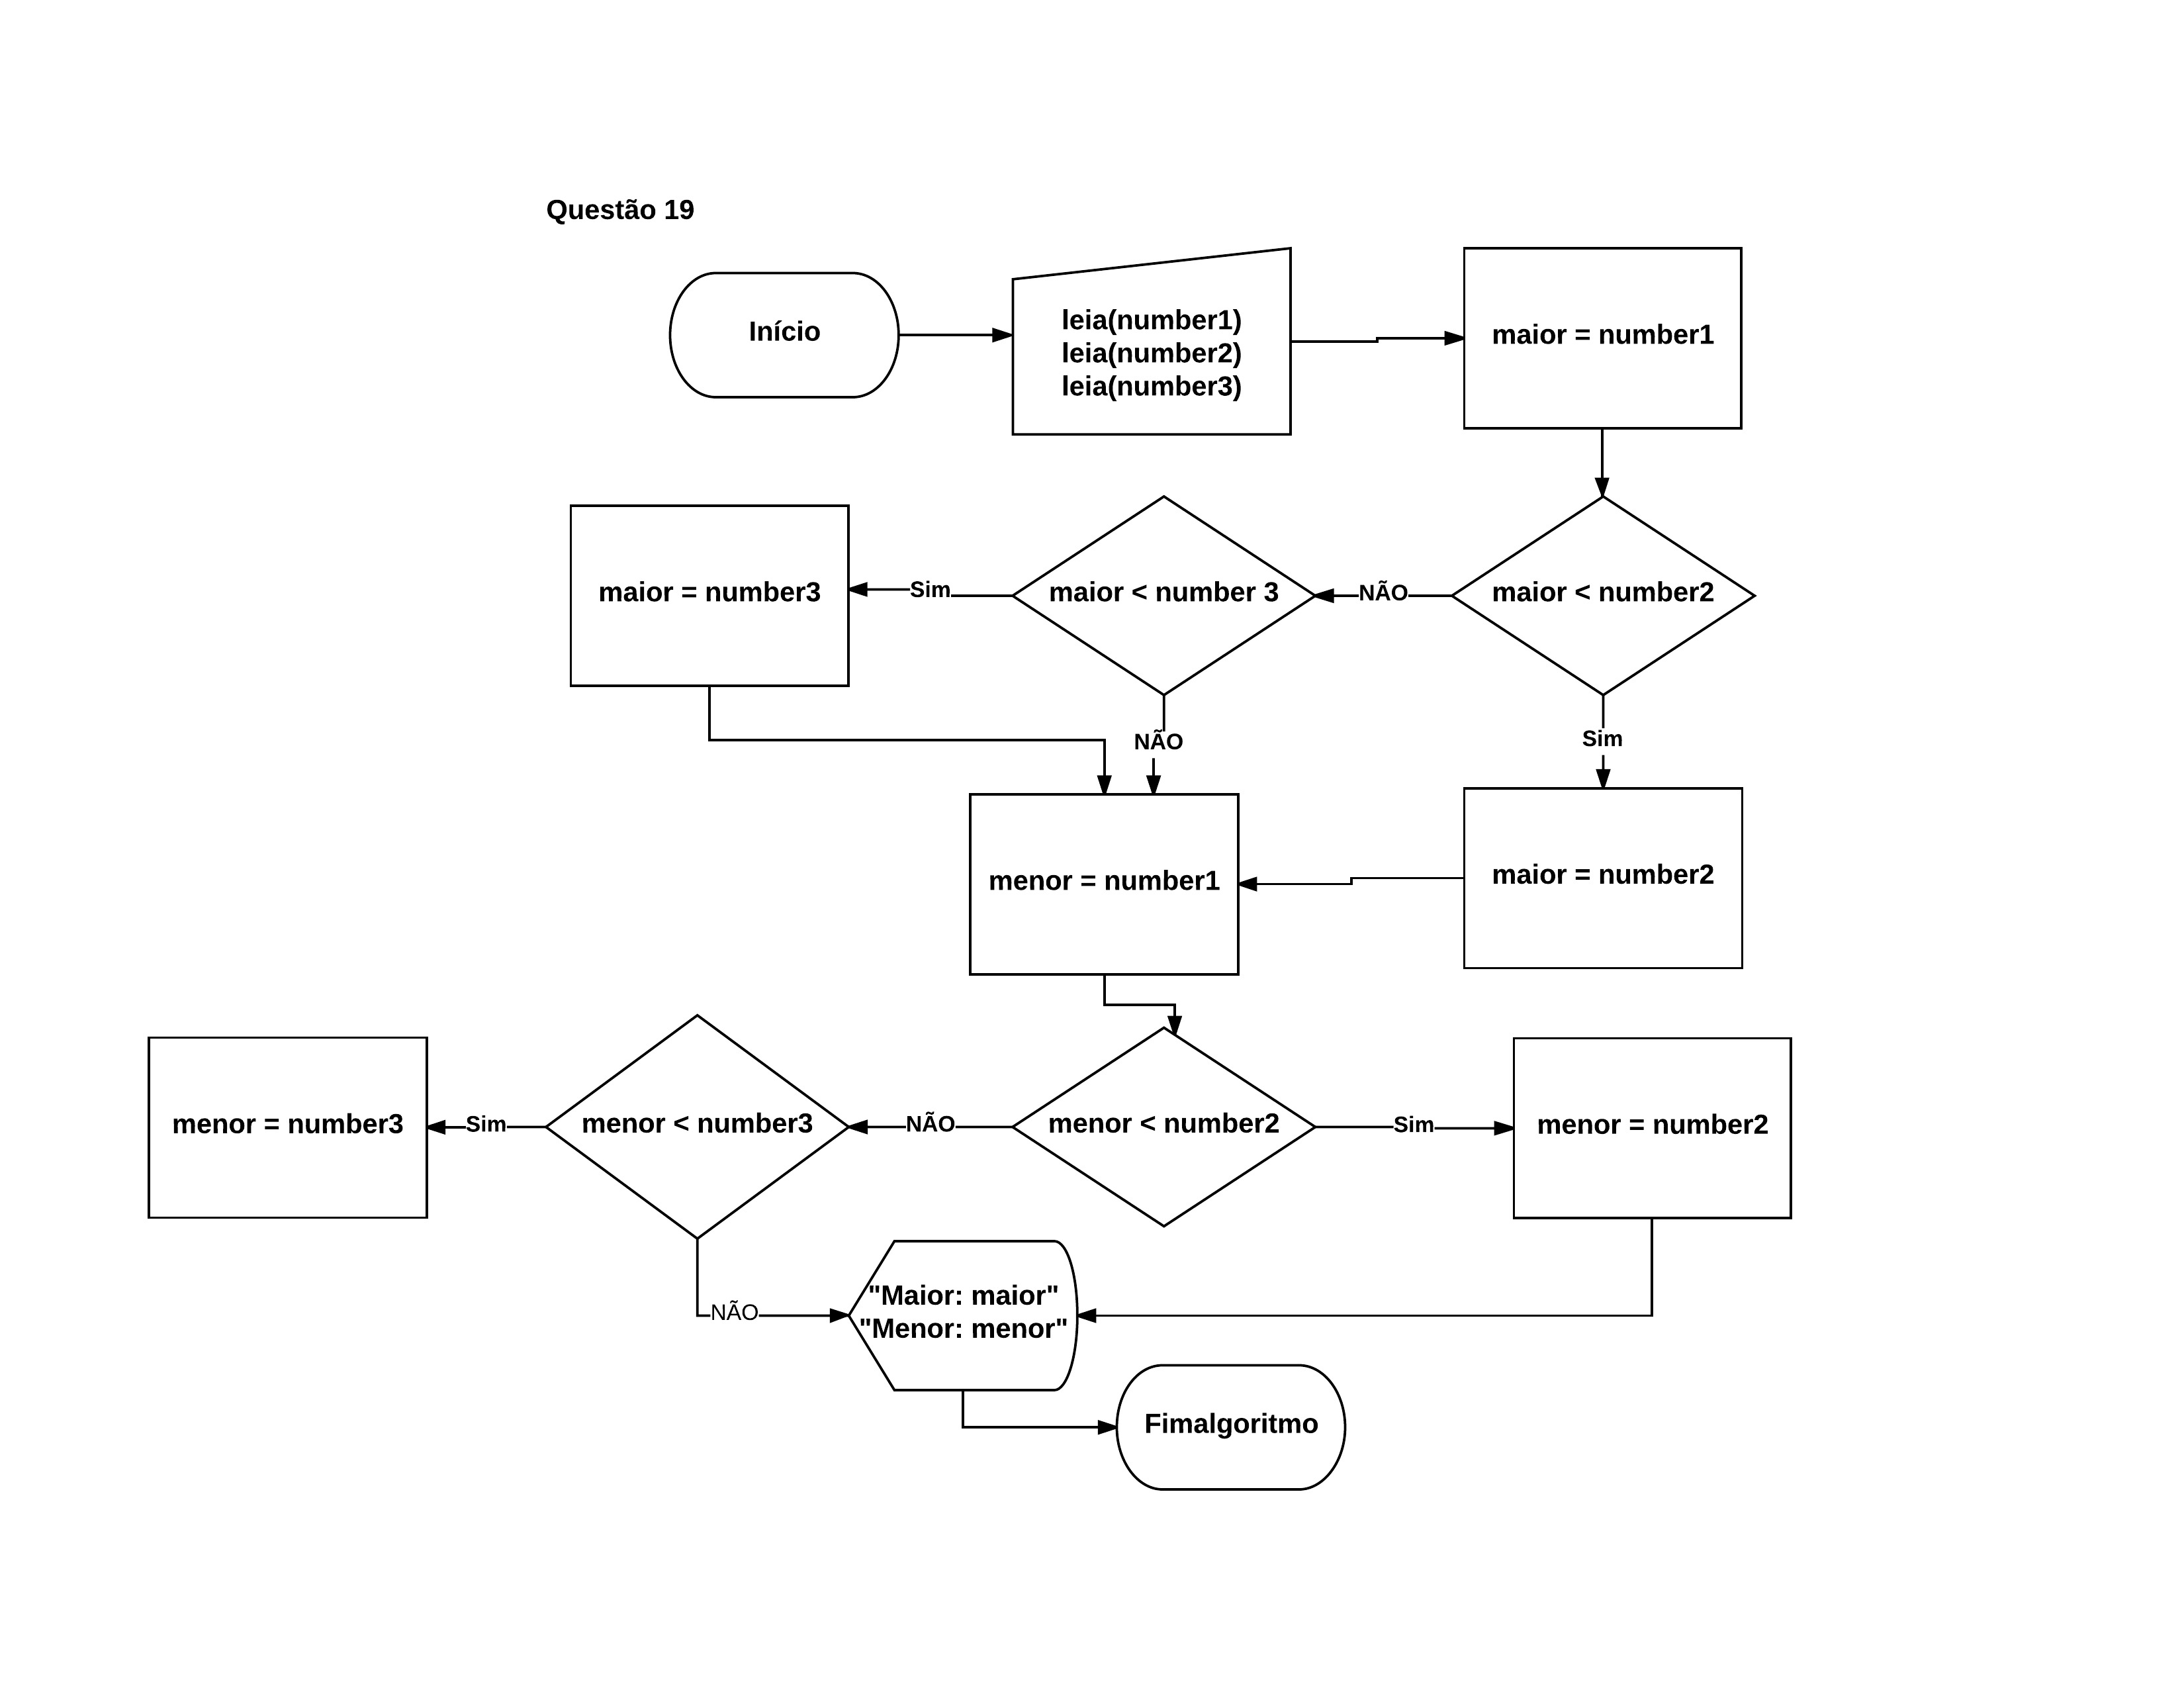 Questão 19
Início
leia(number1)
leia(number2)
leia(number3)
maior = number1
maior = number3
Sim
maior < number 3
NÃO
maior < number2
NÃO
Sim
menor = number1
maior = number2
menor = number3
Sim
menor < number3
NÃO
menor < number2
Sim
menor = number2
NÃO
"Maior: maior"
"Menor: menor"
Fimalgoritmo